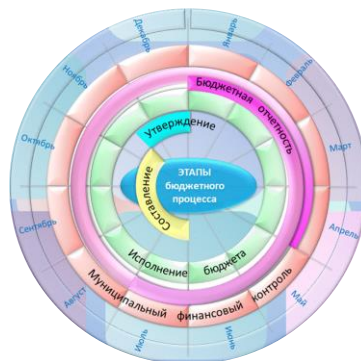 Январь
Февраль
Март
Апрель
Май
Июнь
Июль
Август
Сентябрь
Октябрь
Ноябрь
Декабрь
Бюджетная отчетность
Утверждение
Составление
ЭТАПЫ
бюджетного
процесса
Исполнение бюджета
Муниципальный финансовый контроль